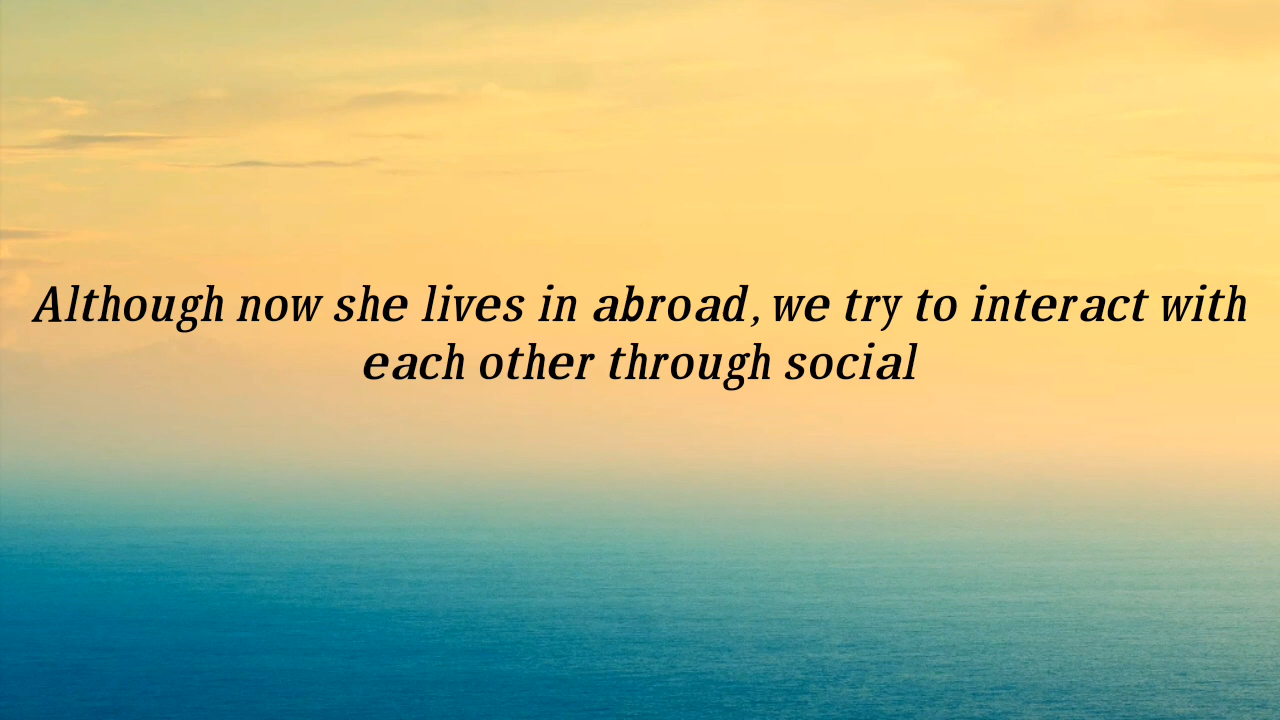 Although now she lives in abroad, we try to interact with
each other through social